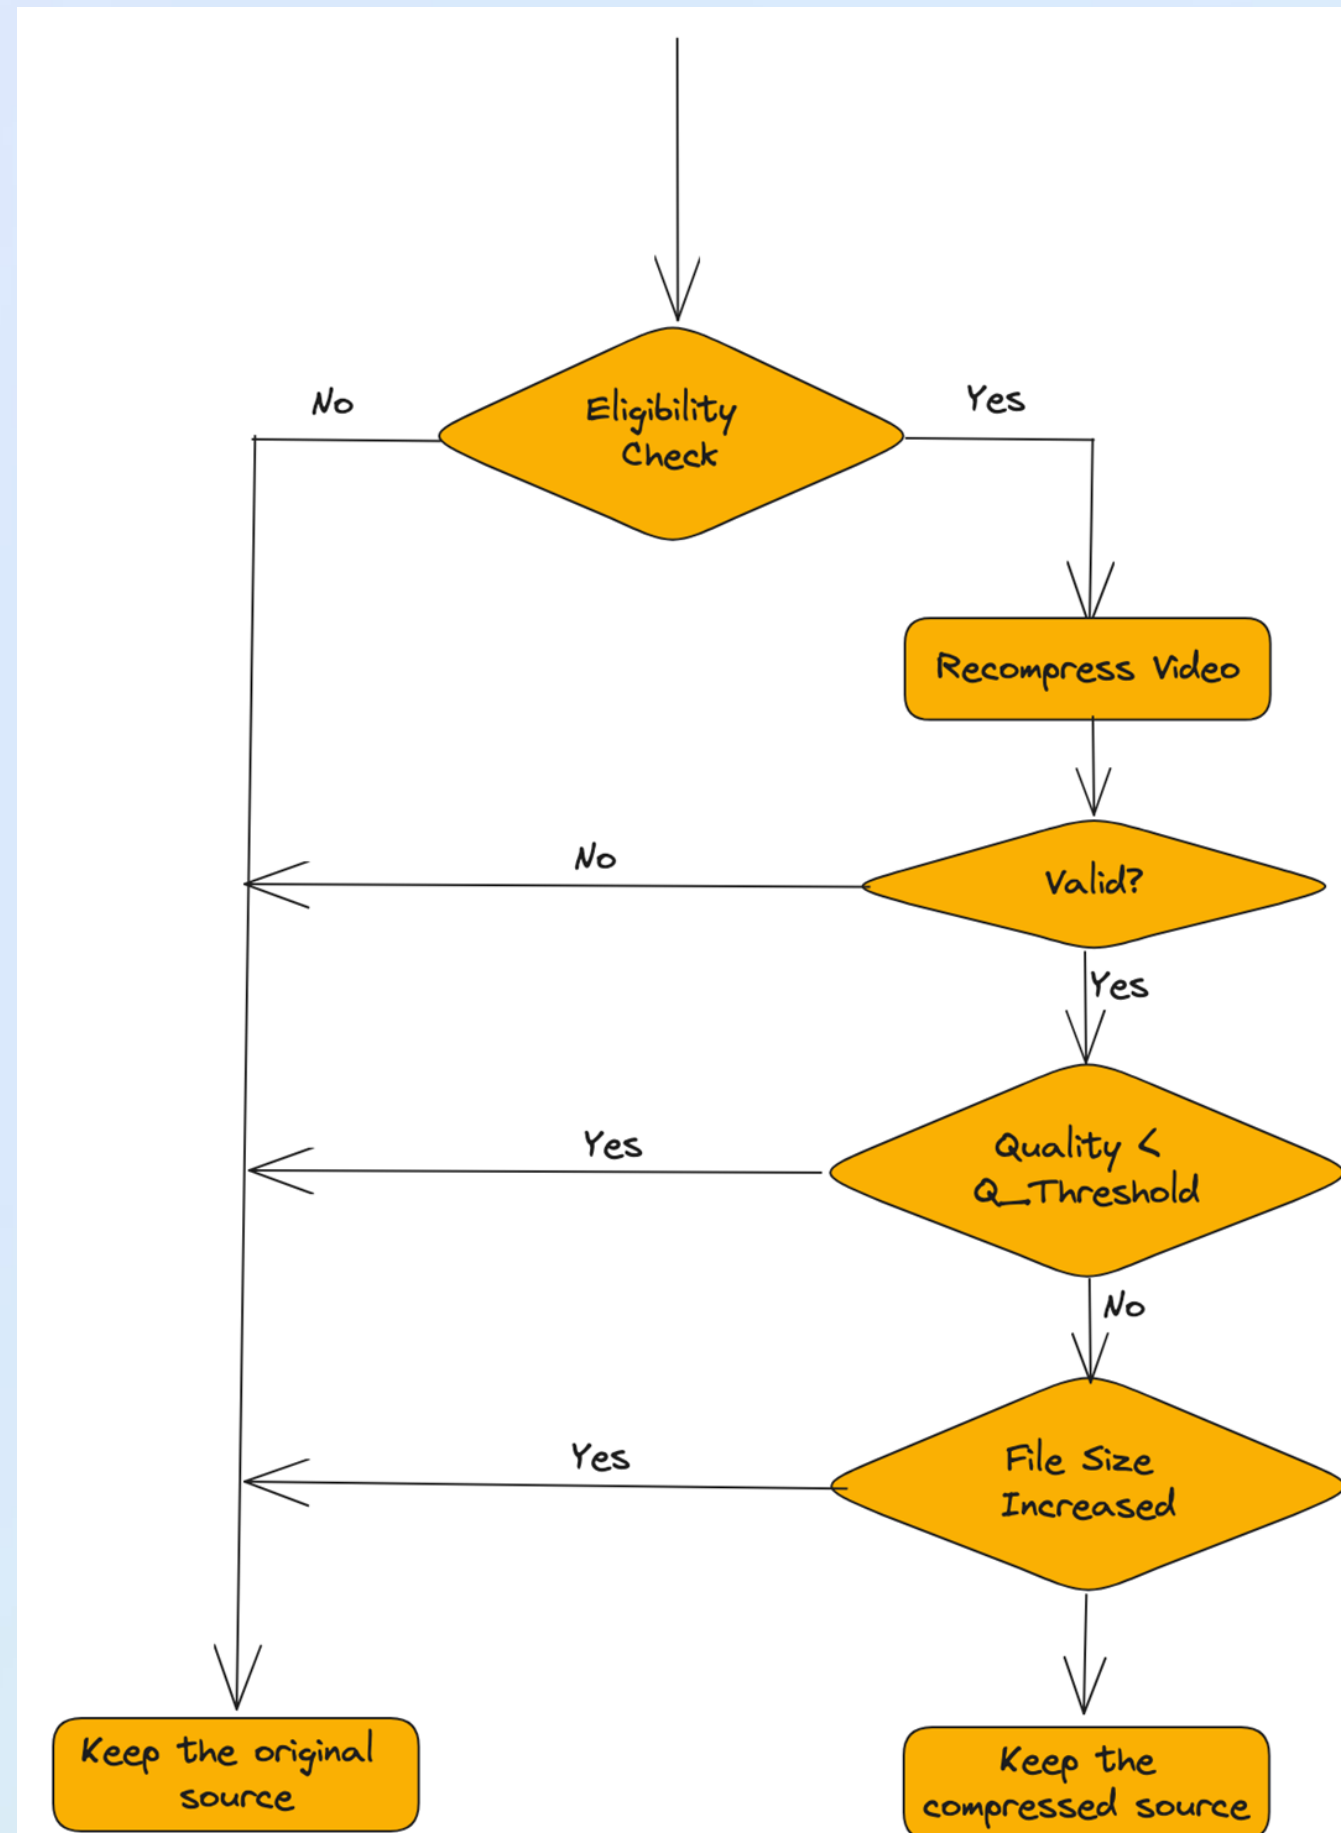 No
Yes
Eligibility
Check
Recompress Video
No
Valid?
Yes
Yes
Quality <
Q_Threshold
No
Yes
File Size
Increased
Keep the original
source
Keep the
compressed source